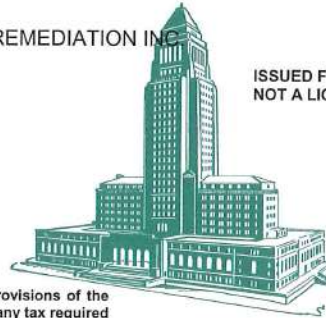 REMEDIATION INC
ISSUED F
NOT A LIC
rovisions of the
any tax required